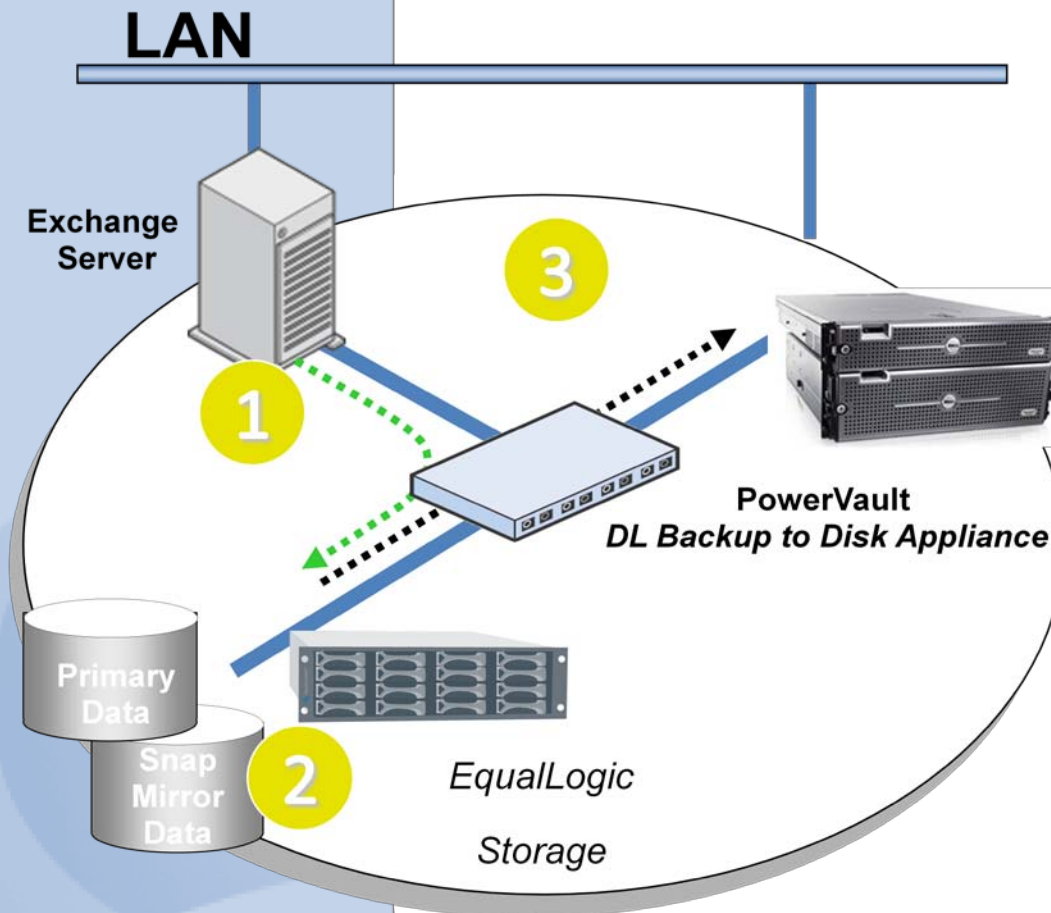 LAN
Exchange
Server
3
1
PowerVault
DL Backup to Disk Appliance
Primary
Data
Snap
Mirror
Data
2
EqualLogic
Storage